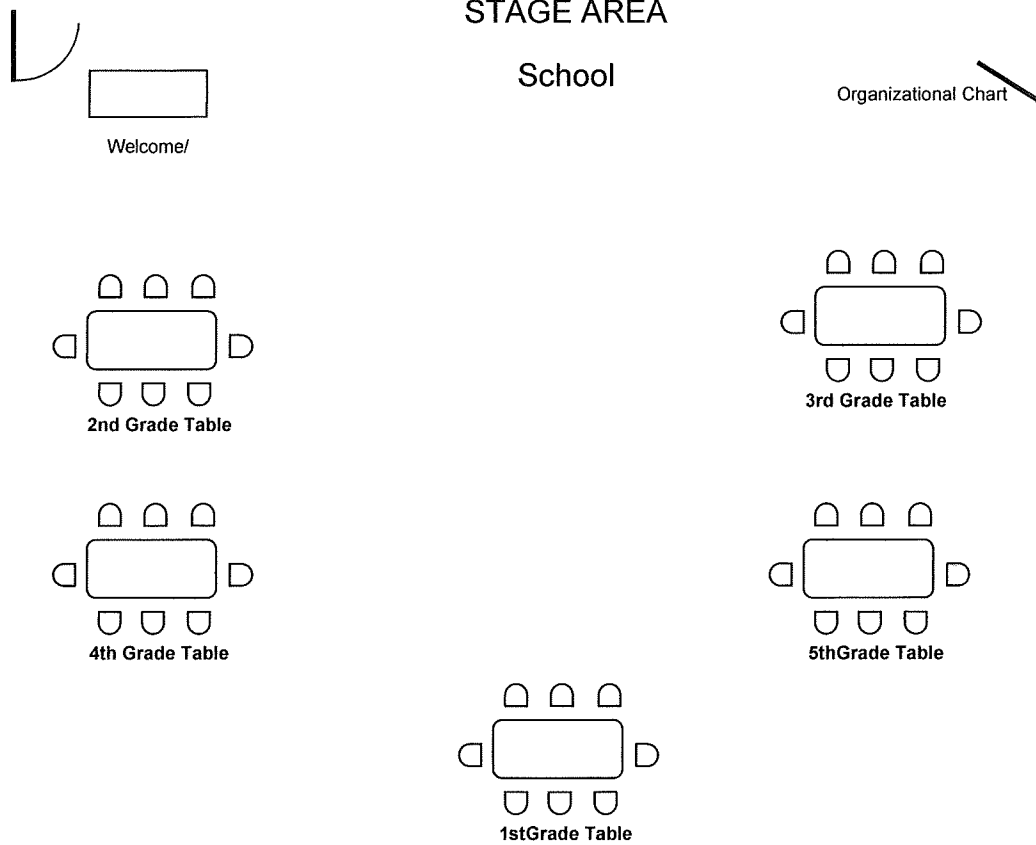 STAGE AREA
School
Organizational Chart
Welcome/
2nd Grade Table
3rd Grade Table
4th Grade Table
5thGrade Table
1stGrade Table